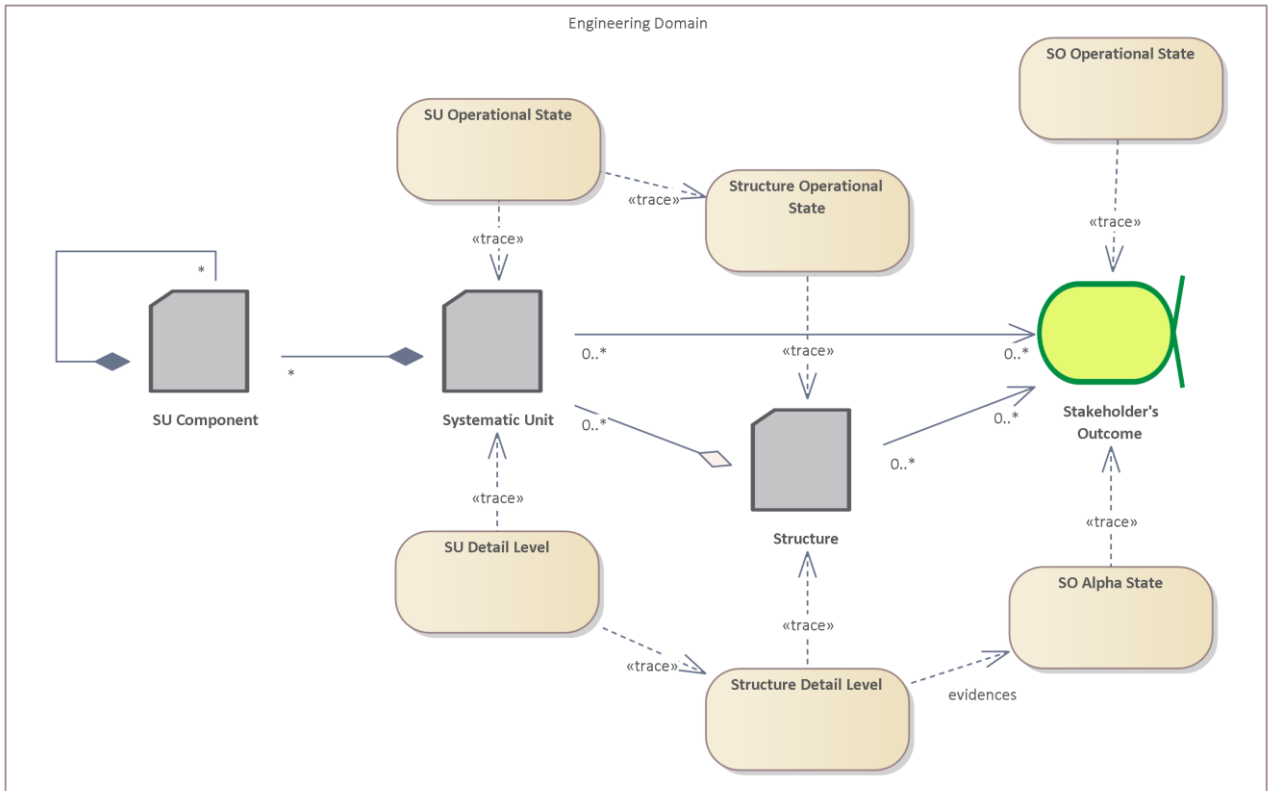 Engineering Domain
SO Operational State
SU Operational State
Structure Operational
State
«trace»
«trace»
«trace»
*
«trace»
0..*
0..*
*
SU Component
Systematic Unit
0..*
0..*
Stakeholder's
Outcome
0..*
«trace»
«trace»
Structure
SU Detail Level
SO Alpha State
«trace»
«trace»
Structure Detail Level
evidences